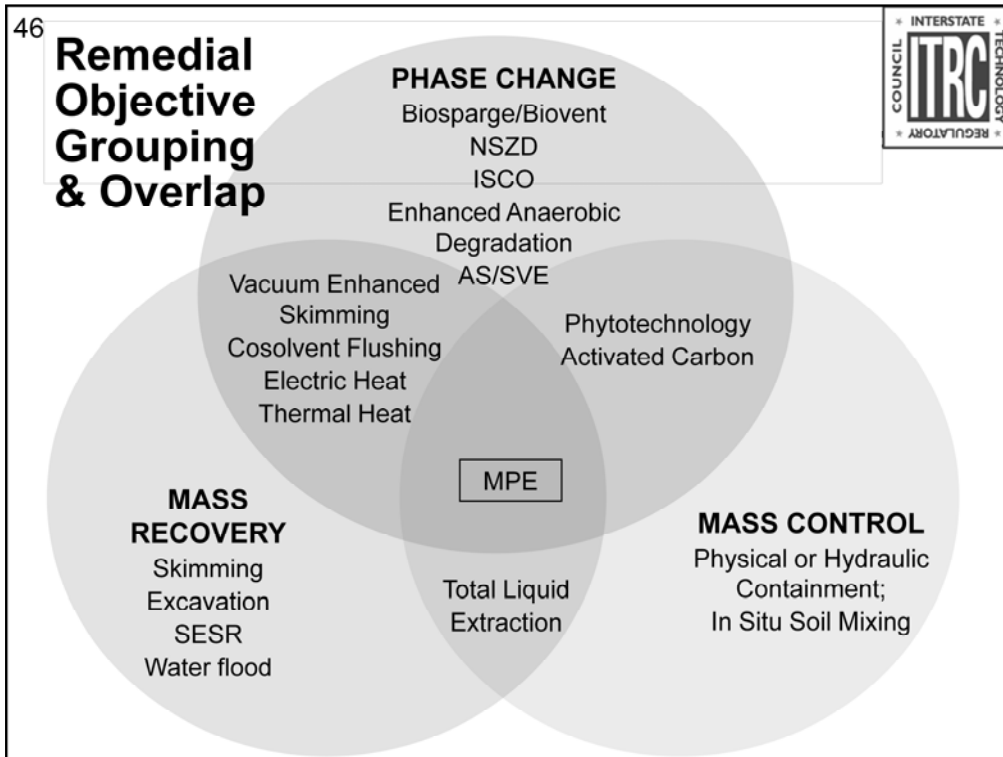 46
Remedial
Objective
Grouping
& Overlap
INTERSTATE
TECHNOLOGY
REGULATORY
COUNCIL
ITRC
PHASE CHANGE
Biosparge/Biovent
NSZD
ISCO
Enhanced Anaerobic
Degradation
AS/SVE
Vacuum Enhanced
Skimming
Cosolvent Flushing
Electric Heat
Thermal Heat
Phytotechnology
Activated Carbon
MPE
MASS
RECOVERY
Skimming
Excavation
SESR
Water flood
Total Liquid
Extraction
MASS CONTROL
Physical or Hydraulic
Containment;
In Situ Soil Mixing